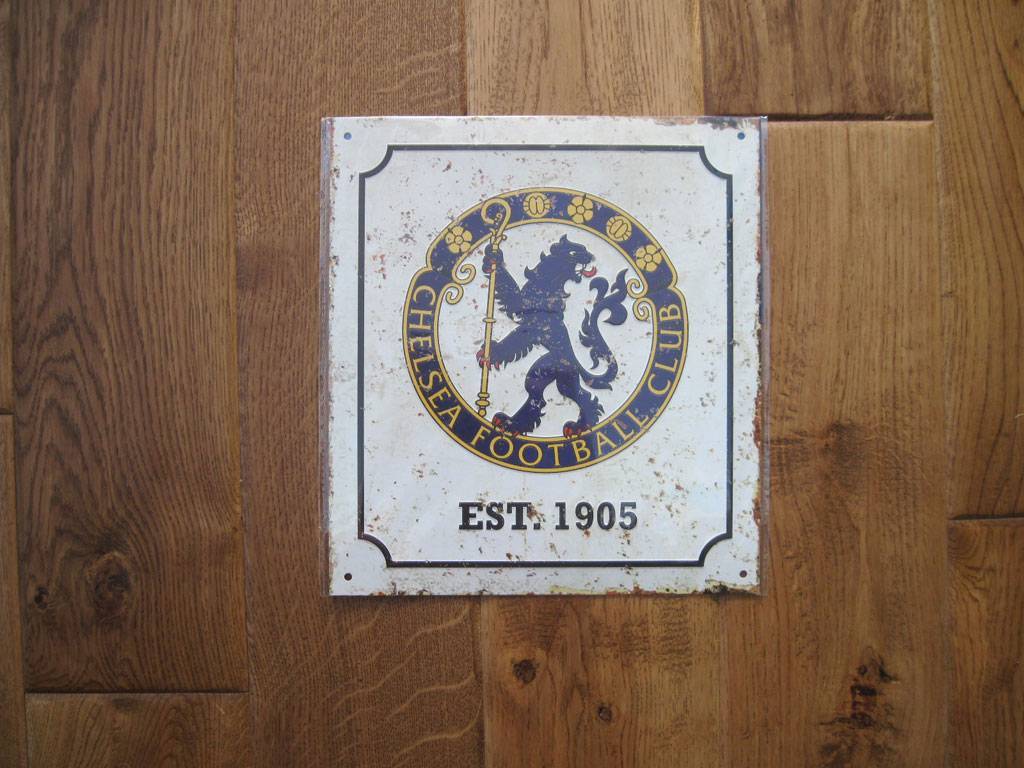 CHELSEA FOOTBALL CLUB
EST. 1905